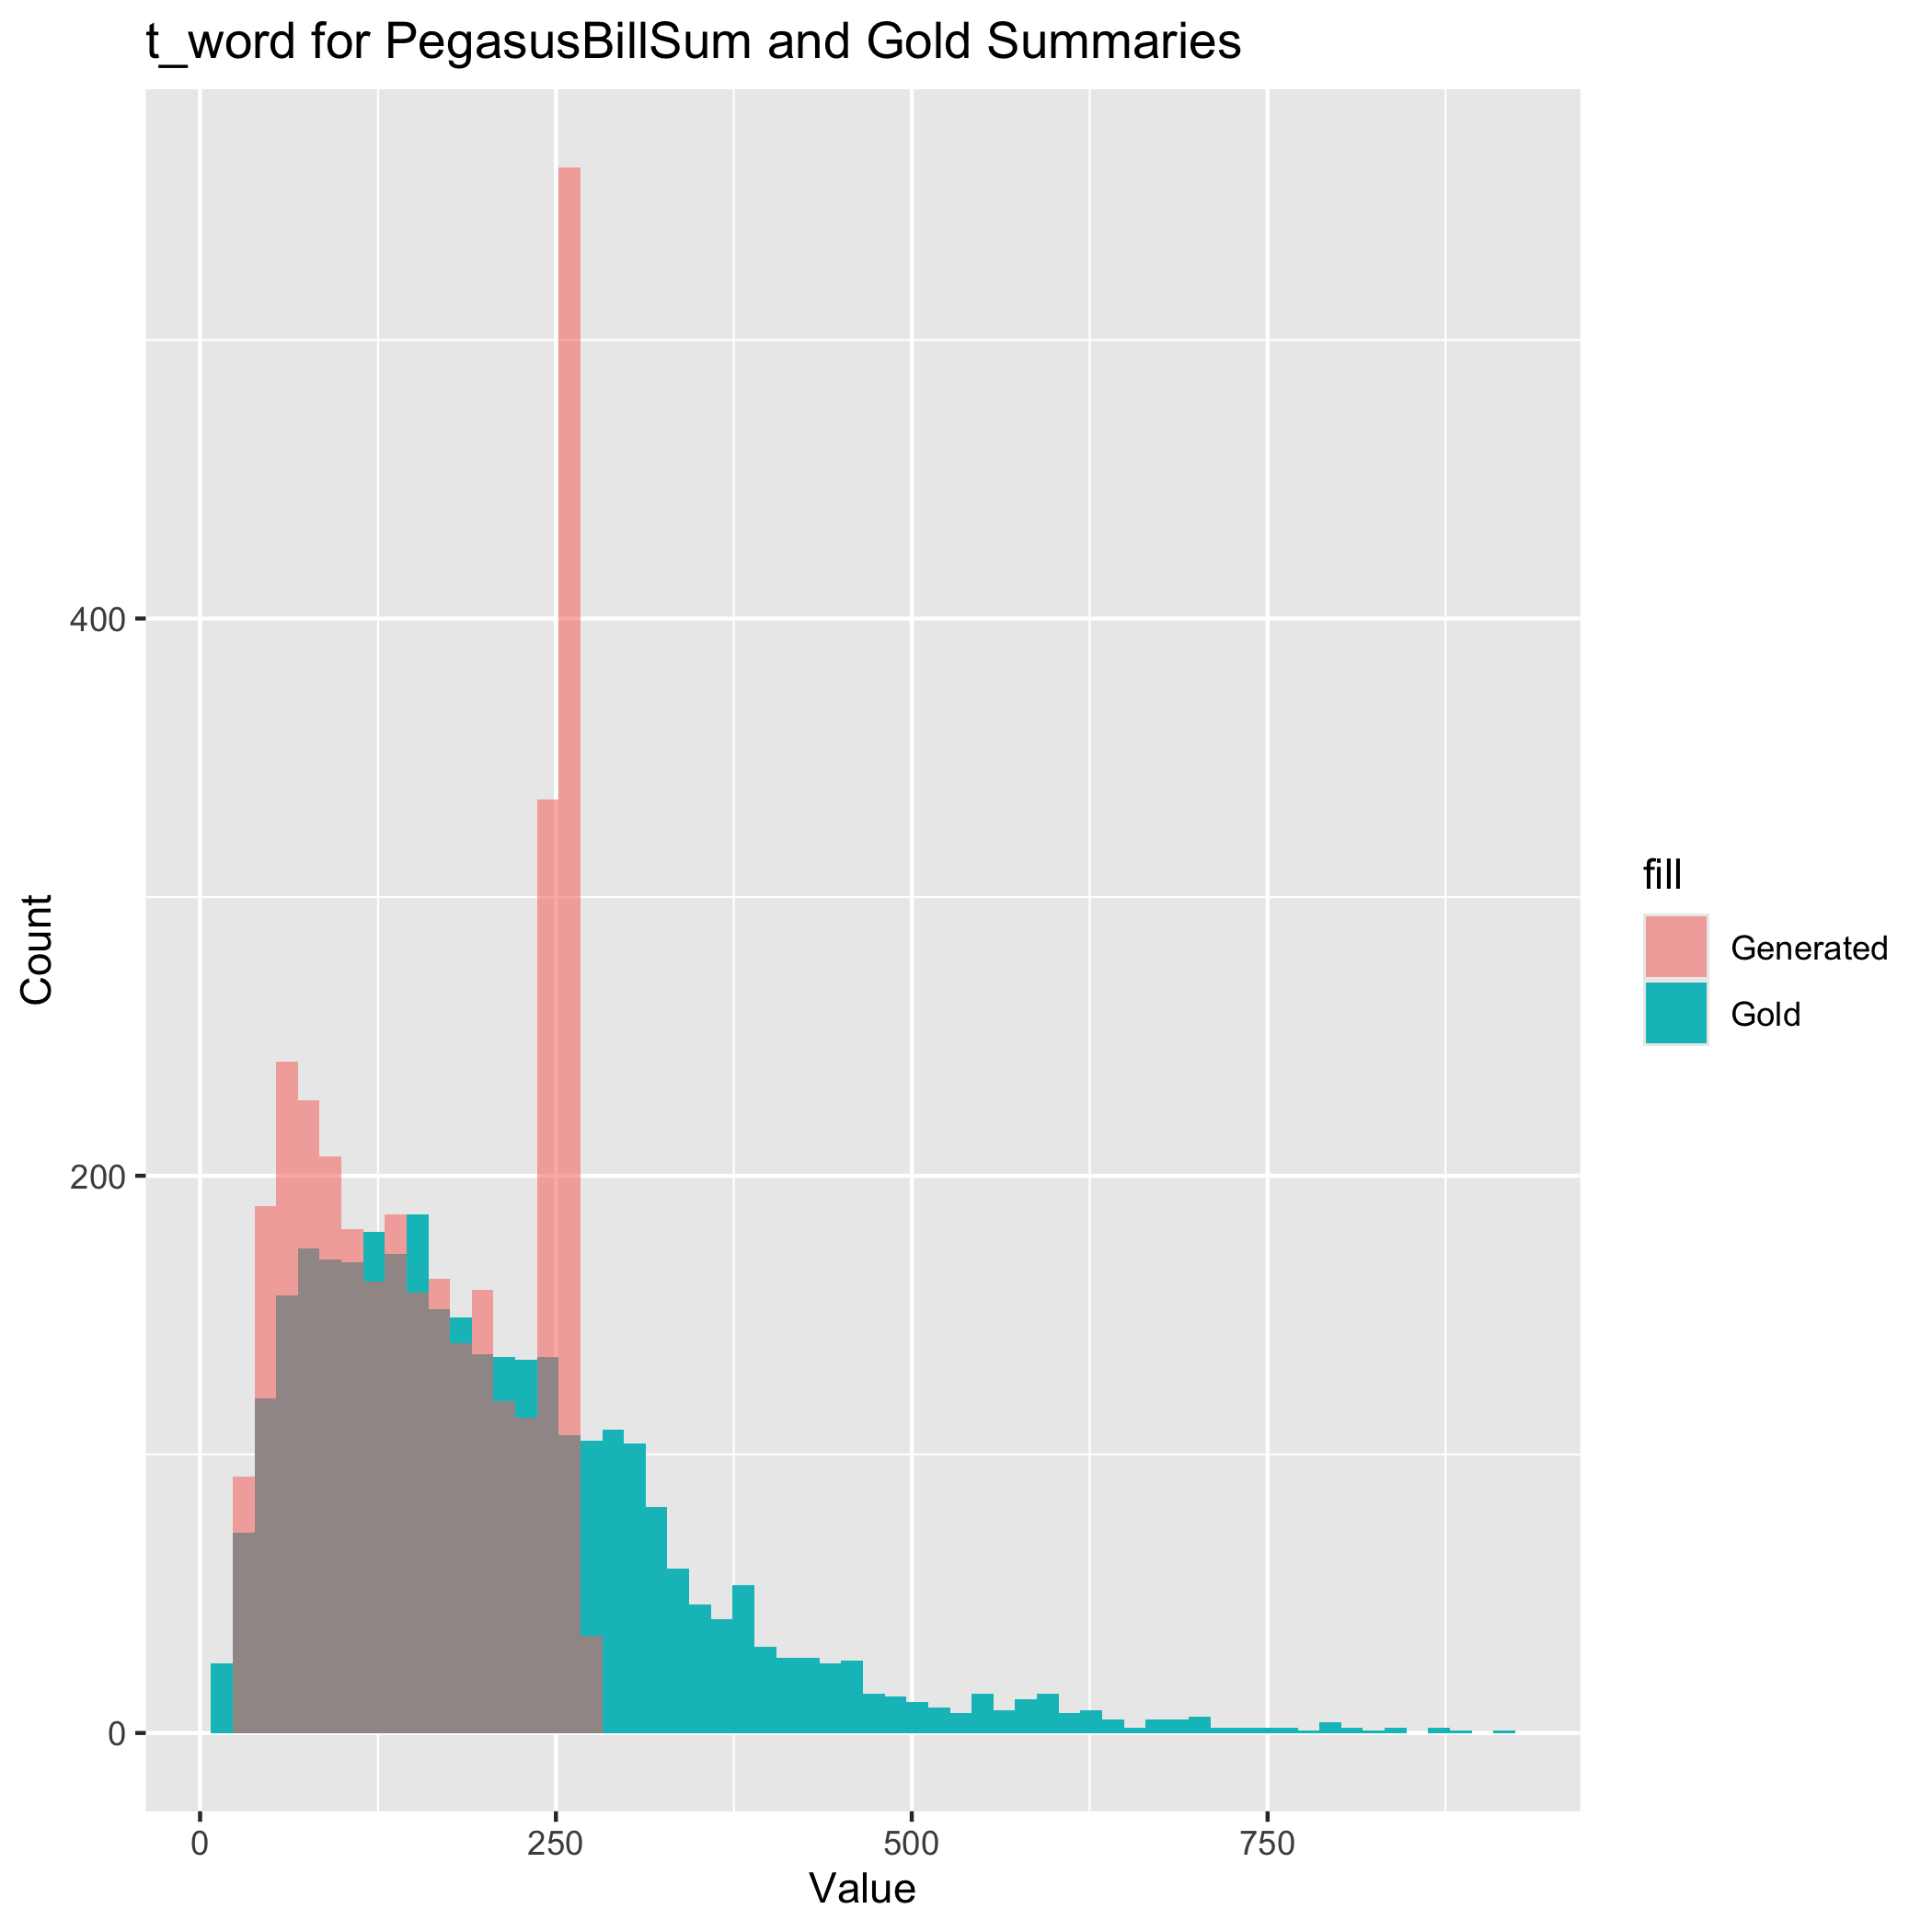 t_word for PegasusBillSum and Gold Summaries
Count
400
200
0
0
250
500
750
Value
fill
Generated
Gold